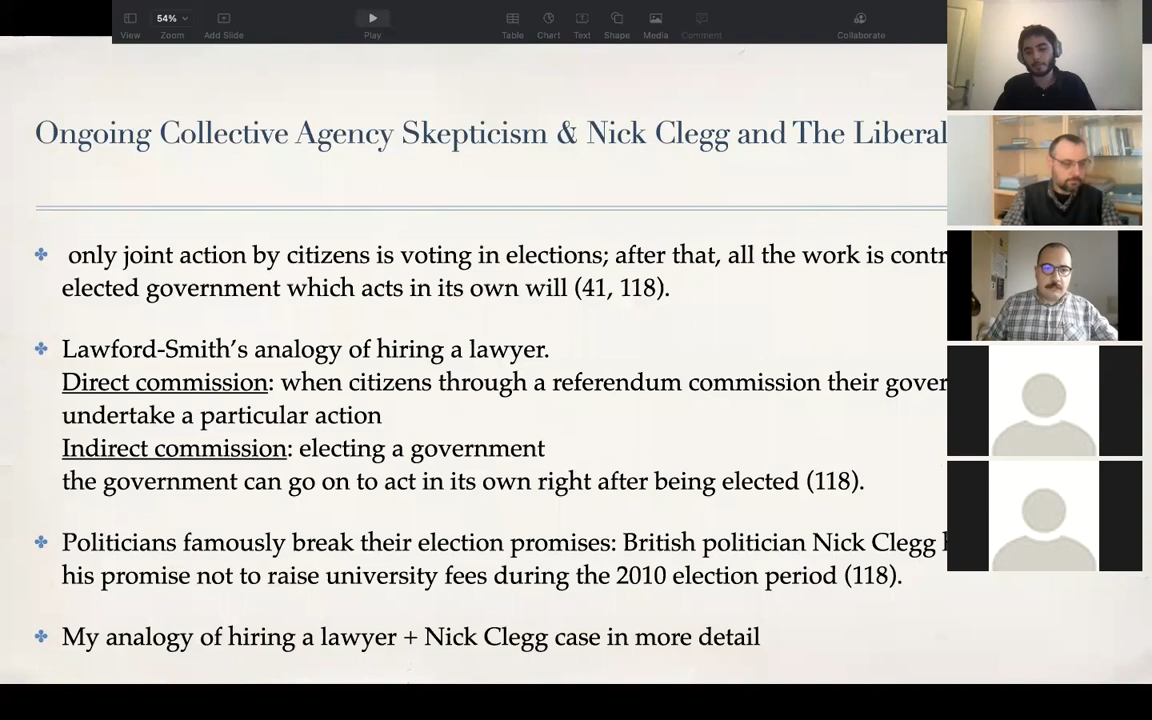 54%
View
Zoom
Add Slide
Play
Table
Chart
Text
Shape
Media
Comment
Collaborate
Ongoing Collective Agency Skepticism & Nick Clegg and The Liberal
only joint action by citizens is voting in elections; after that, all the work is
elected government which acts in its own will (41, 118).
Lawford-Smith's analogy of hiring a lawyer.
Direct commission: when citizens through a referendum commission their
undertake a particular action
Indirect commission: electing a government
the government can go on to act in its own right after being elected (118).
Politicians famously break their election promises: British politician Nick Clegg
his promise not to raise university fees during the 2010 election period (118).
My analogy of hiring a lawyer + Nick Clegg case in more detail